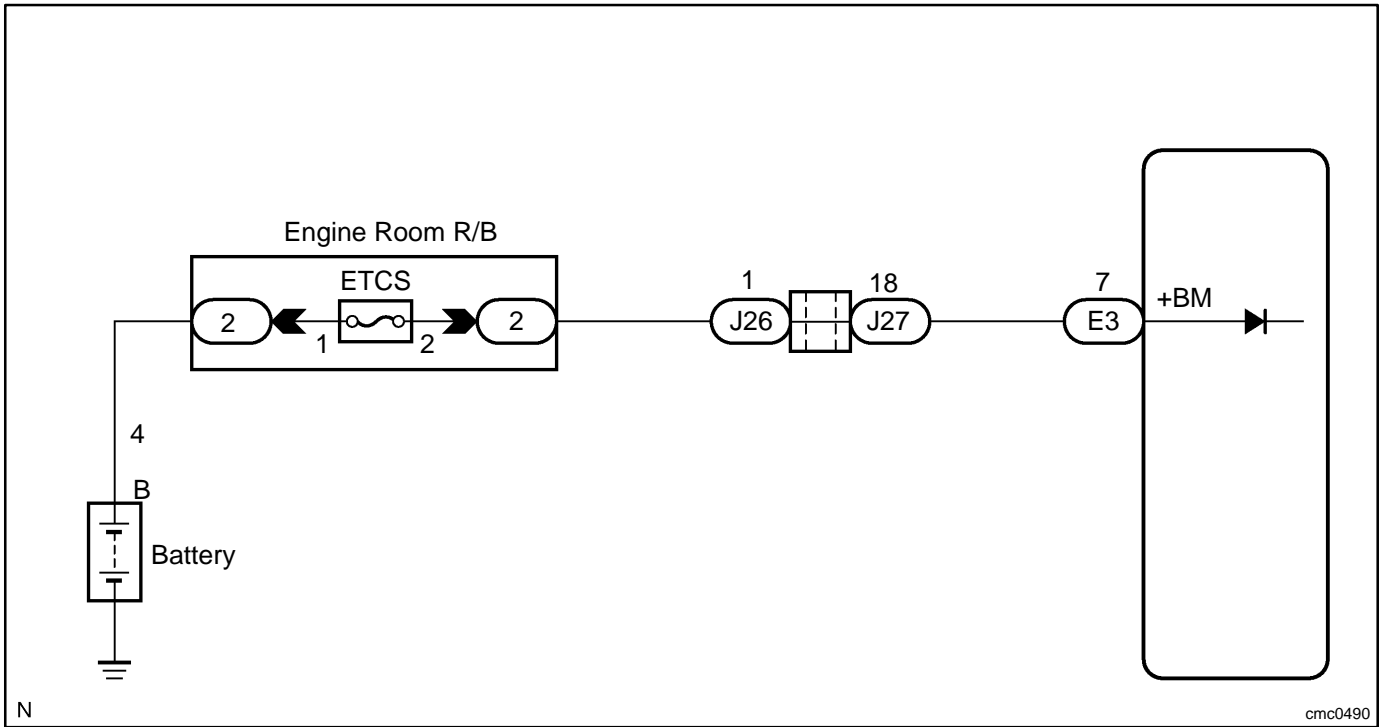 Engine Room R/B
ETCS
2
1
2
2
1
J26
18
J27
7
E3
+BM
4
B
Battery
N
cmc0490